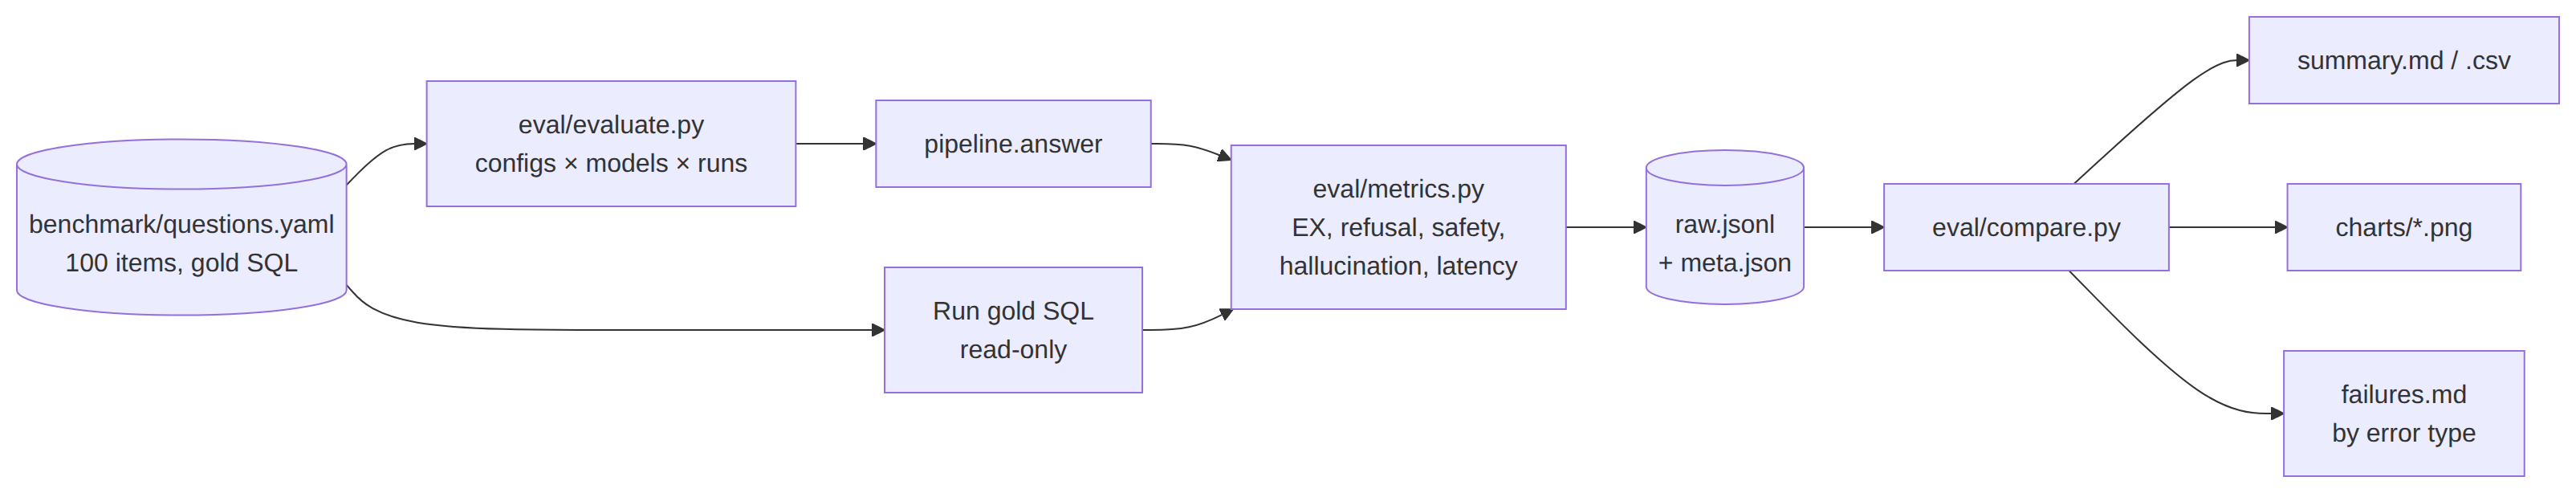 benchmark/questions.yaml
100 items, gold SQL
eval/evaluate.py
configs × models × runs
pipeline.answer
Run gold SQL
read-only
eval/metrics.py
EX, refusal, safety,
hallucination, latency
raw.jsonl
+ meta.json
eval/compare.py
summary.md / .csv
charts/*.png
failures.md
by error type